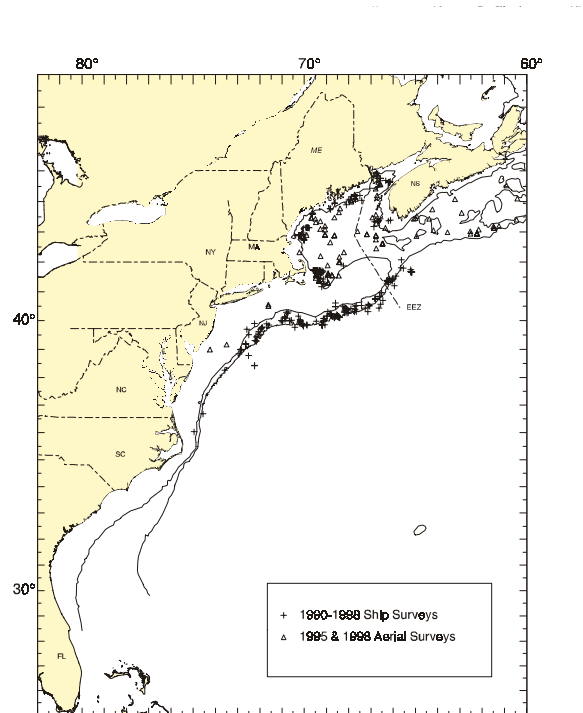 80° 70° 60°
ME
NS
NY MA
EEZ
40°
NJ
NC
SC
30°
+ 1990-1998 Ship Surveys
△ 1995 & 1998 Aerial Surveys
FL